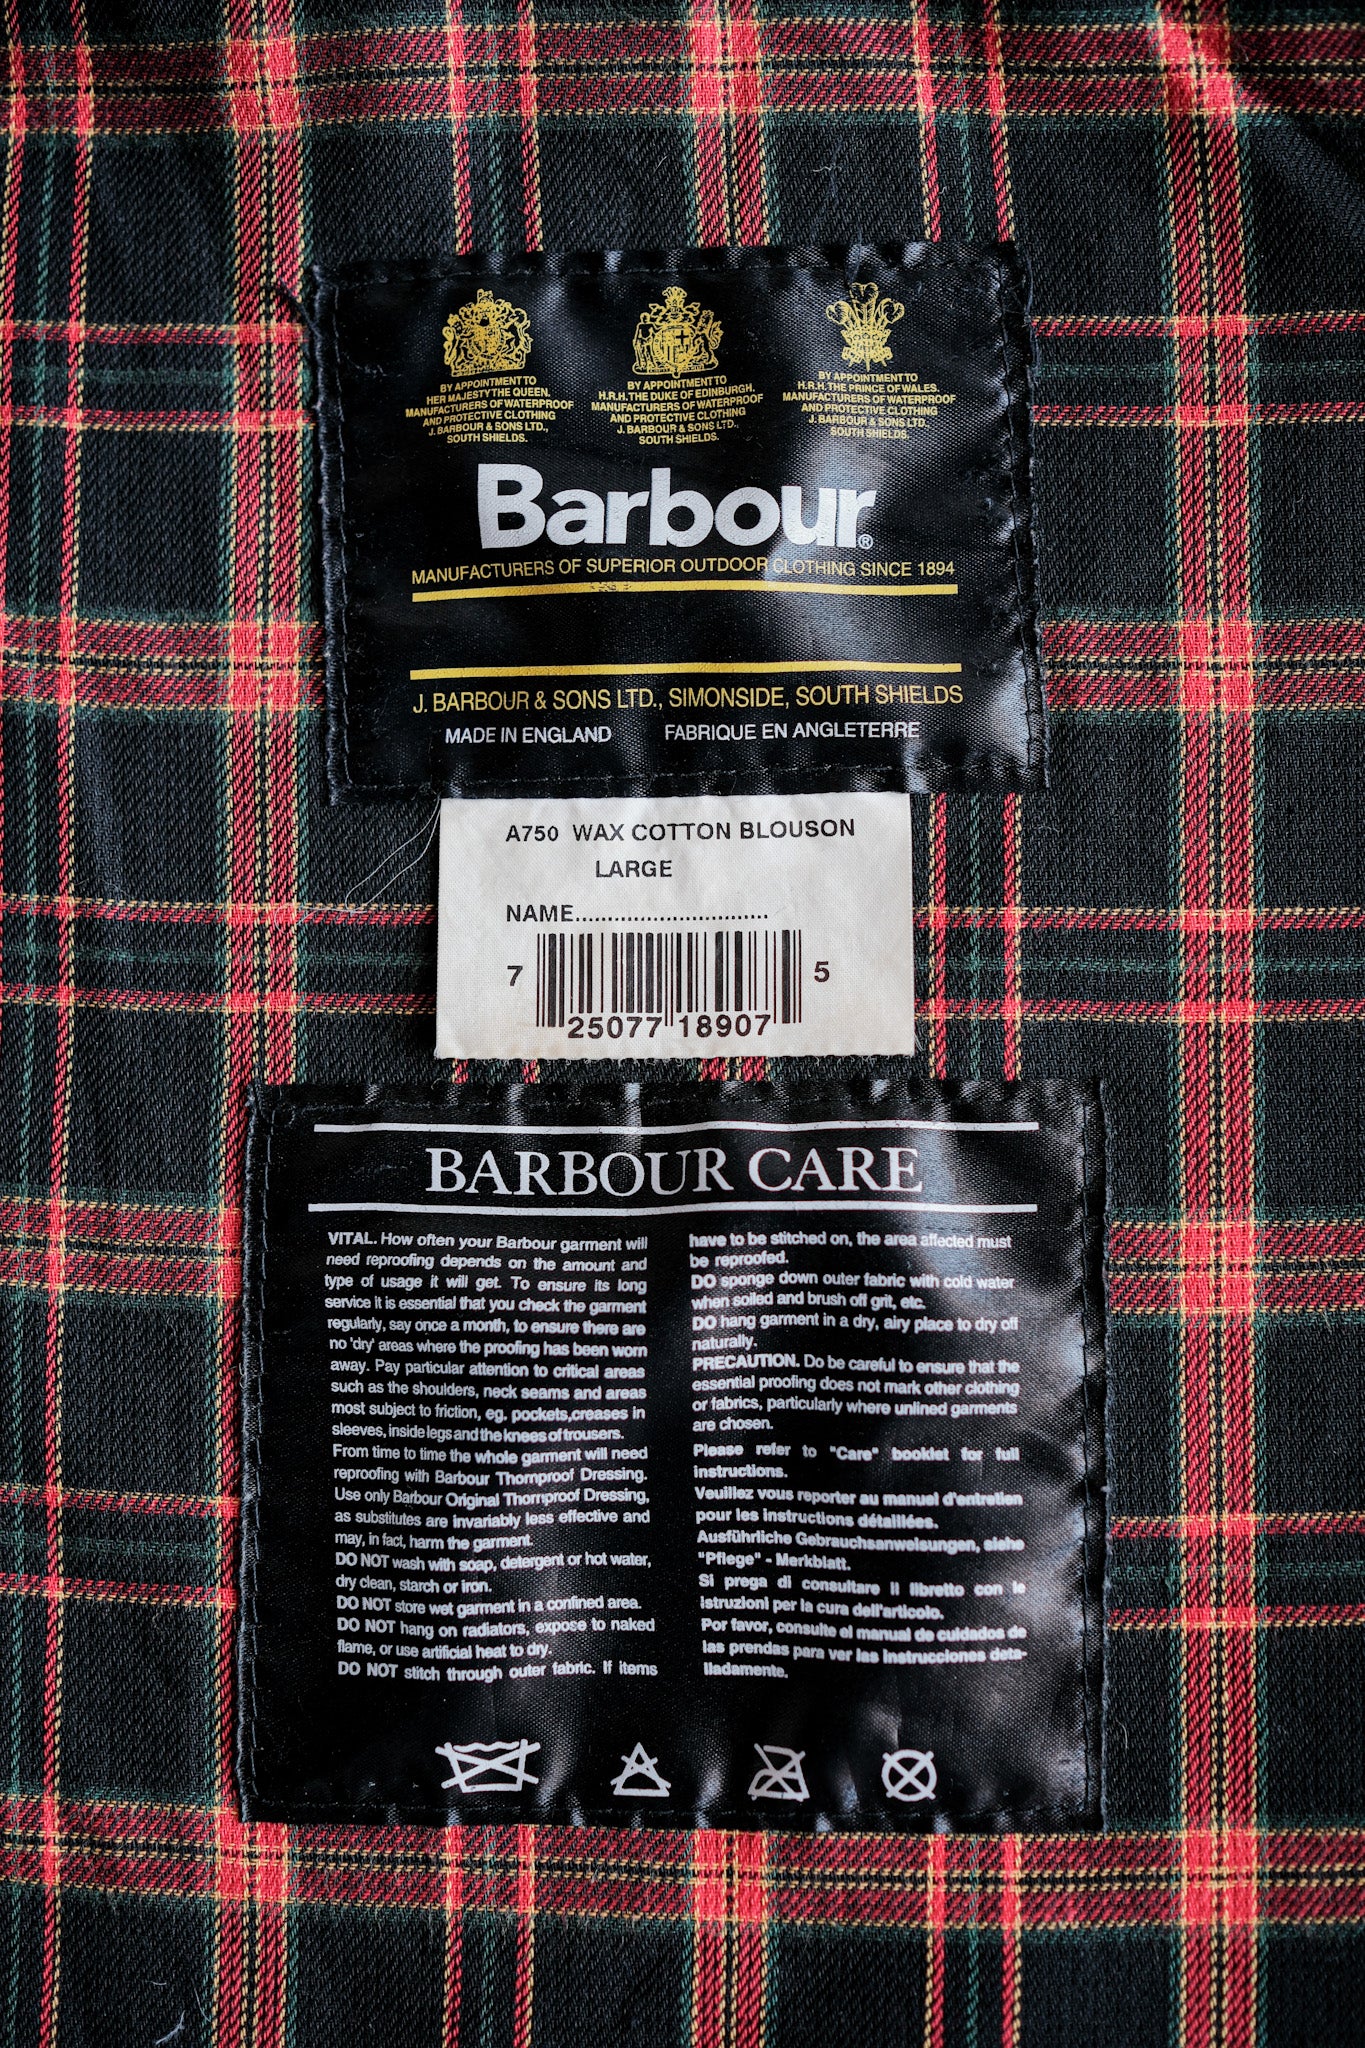 BY APPOINTMENT TO
HER MAJESTY THE QUEEN.
MANUFACTURERS OF WATERPROOF
AND PROTECTIVE CLOTHING
J. BARBOUR & SONS LTD.,
SOUTH SHIELDS.
BY APPOINTMENT TO
H.R.H. THE DUKE OF EDINBURGH.
MANUFACTURERS OF WATERPROOF
AND PROTECTIVE CLOTHING
J. BARBOUR & SONS LTD.,
SOUTH SHIELDS.
BY APPOINTMENT TO
H.R.H. THE PRINCE OF WALES.
MANUFACTURERS OF WATERPROOF
AND PROTECTIVE CLOTHING
J. BARBOUR & SONS LTD.
SOUTH SHIELDS.
Barbour®
MANUFACTURERS OF SUPERIOR OUTDOOR CLOTHING SINCE 1894
J. BARBOUR & SONS LTD., SIMONSIDE, SOUTH SHIELDS
MADE IN ENGLAND FABRIQUE EN ANGLETERRE
A750 WAX COTTON BLOUSON
LARGE
NAME..............................
7 25077 18907 5
BARBOUR CARE
VITAL. How often your Barbour garment will
need reproofing depends on the amount and
type of usage it will get. To ensure its long
service it is essential that you check the garment
regularly, say once a month, to ensure there are
no 'dry' areas where the proofing has been worn
away. Pay particular attention to critical areas
such as the shoulders, neck seams and areas
most subject to friction, eg. pockets,creases in
sleeves, inside legs and the knees of trousers.
From time to time the whole garment will need
reproofing with Barbour Thornproof Dressing.
Use only Barbour Original Thornproof Dressing,
as substitutes are invariably less effective and
may, in fact, harm the garment.
DO NOT wash with soap, detergent or hot water,
dry clean, starch or iron.
DO NOT store wet garment in a confined area.
DO NOT hang on radiators, expose to naked
flame, or use artificial heat to dry.
DO NOT stitch through outer fabric. If items
have to be stitched on, the area affected must
be reproofed.
DO sponge down outer fabric with cold water
when soiled and brush off grit, etc.
DO hang garment in a dry, airy place to dry off
naturally.
PRECAUTION. Do be careful to ensure that the
essential proofing does not mark other clothing
or fabrics, particularly where unlined garments
are chosen.
Please refer to "Care" booklet for full
instructions.
Veuillez vous reporter au manuel d'entretien
pour les instructions détaillées.
Ausführliche Gebrauchsanweisungen, siehe
"Pflege" - Merkblatt.
Si prega di consultare il libretto con le
istruzioni per la cura dell'articolo.
Por favor, consulte el manual de cuidados de
las prendas para ver las instrucciones deta-
lladamente.